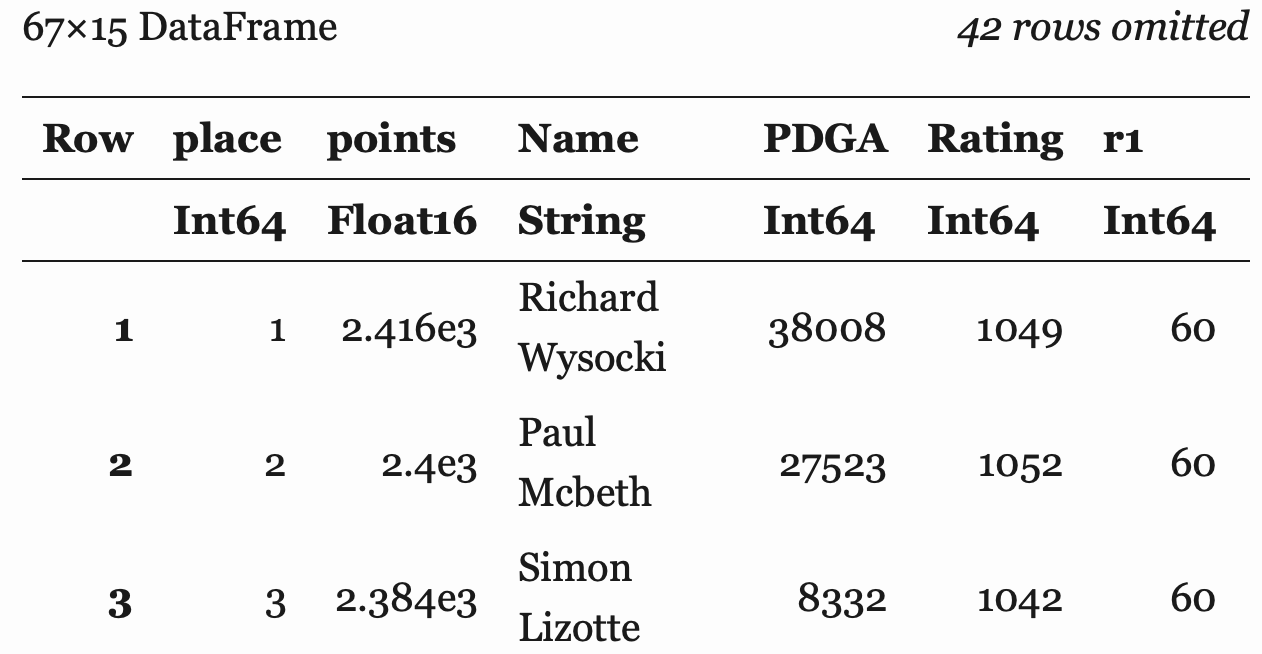 67×15 DataFrame 42 rows omitted
Row place points Name PDGA Rating r1
Int64 Float16 String Int64 Int64 Int64
Richard
1 1 2.416e3 38008 1049 60
Wysocki
Paul
2 2 2.4e3 27523 1052 60
Mcbeth
Simon
3 3 2.384e3 8332 1042 60
Lizotte